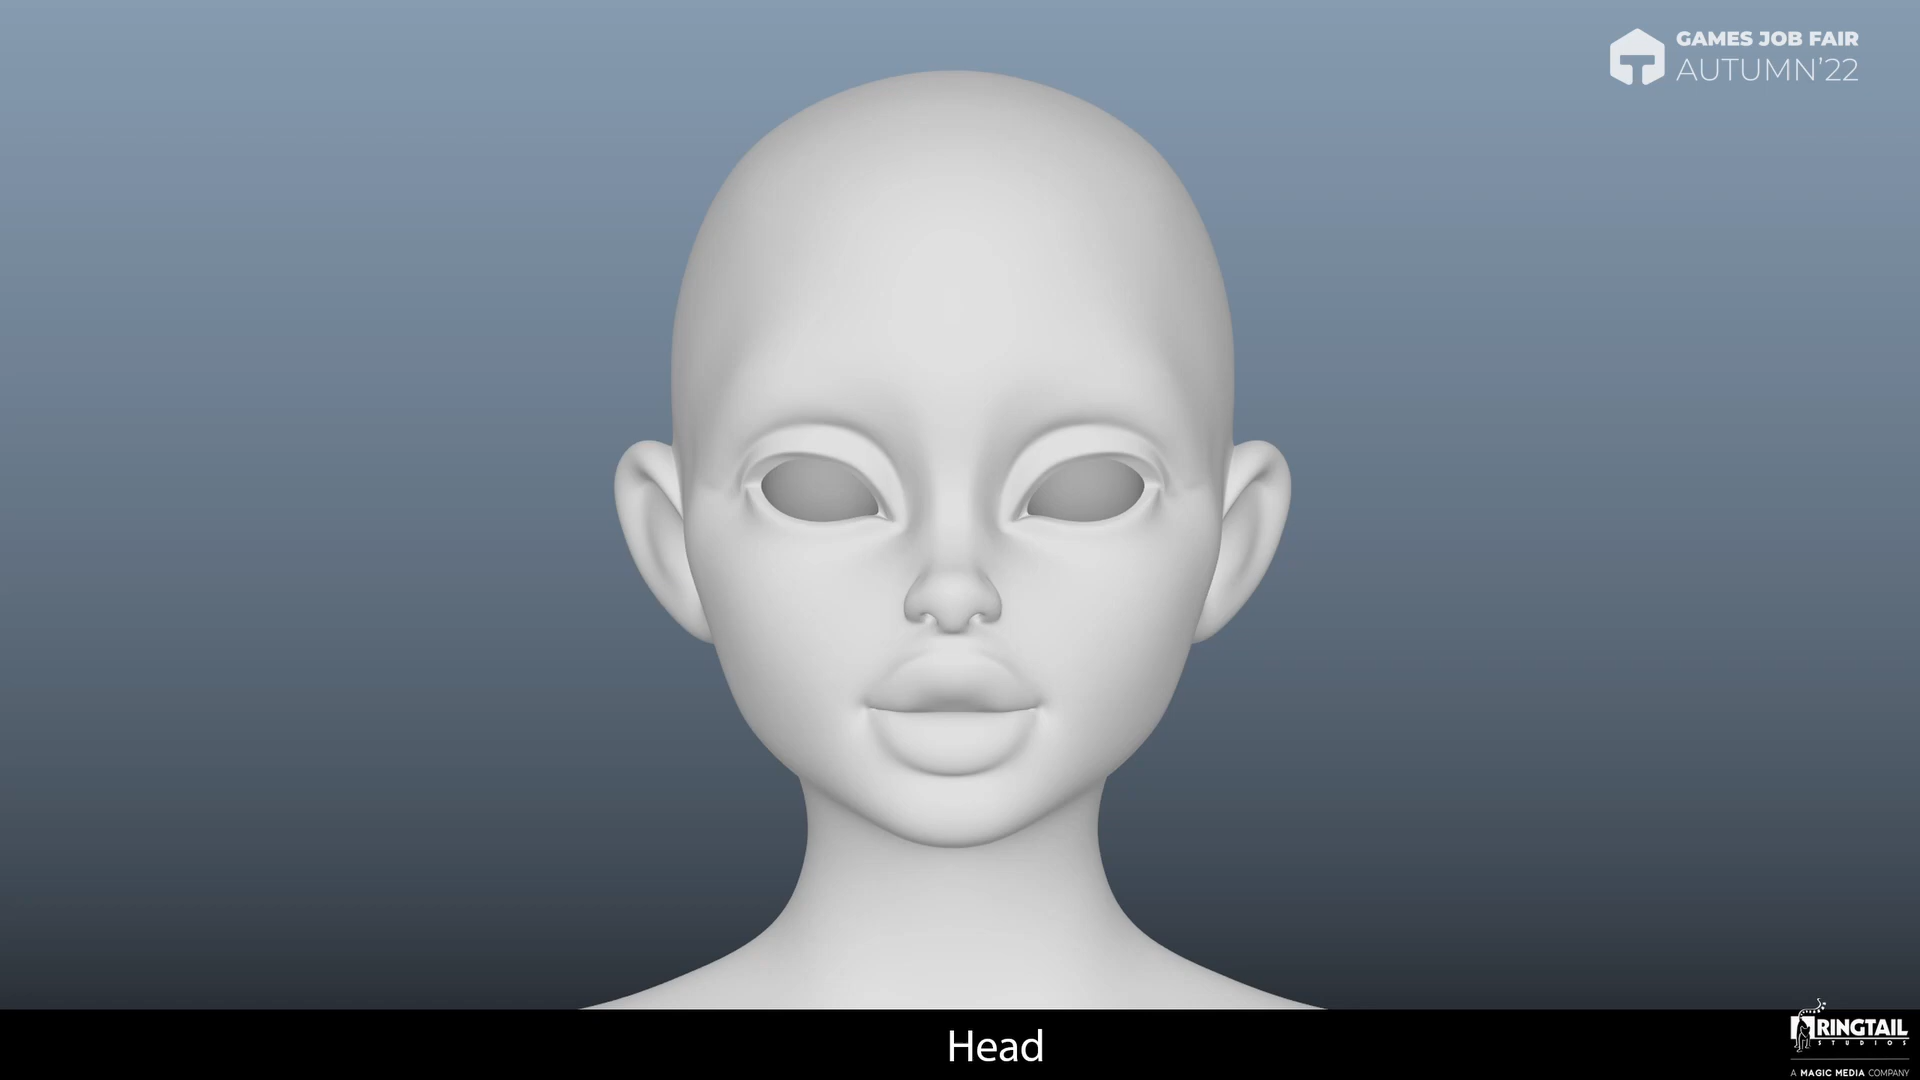 GAMES JOB FAIR
AUTUMN'22
Head
RINGTAIL
STUDIOS
A MAGIC MEDIA COMPANY